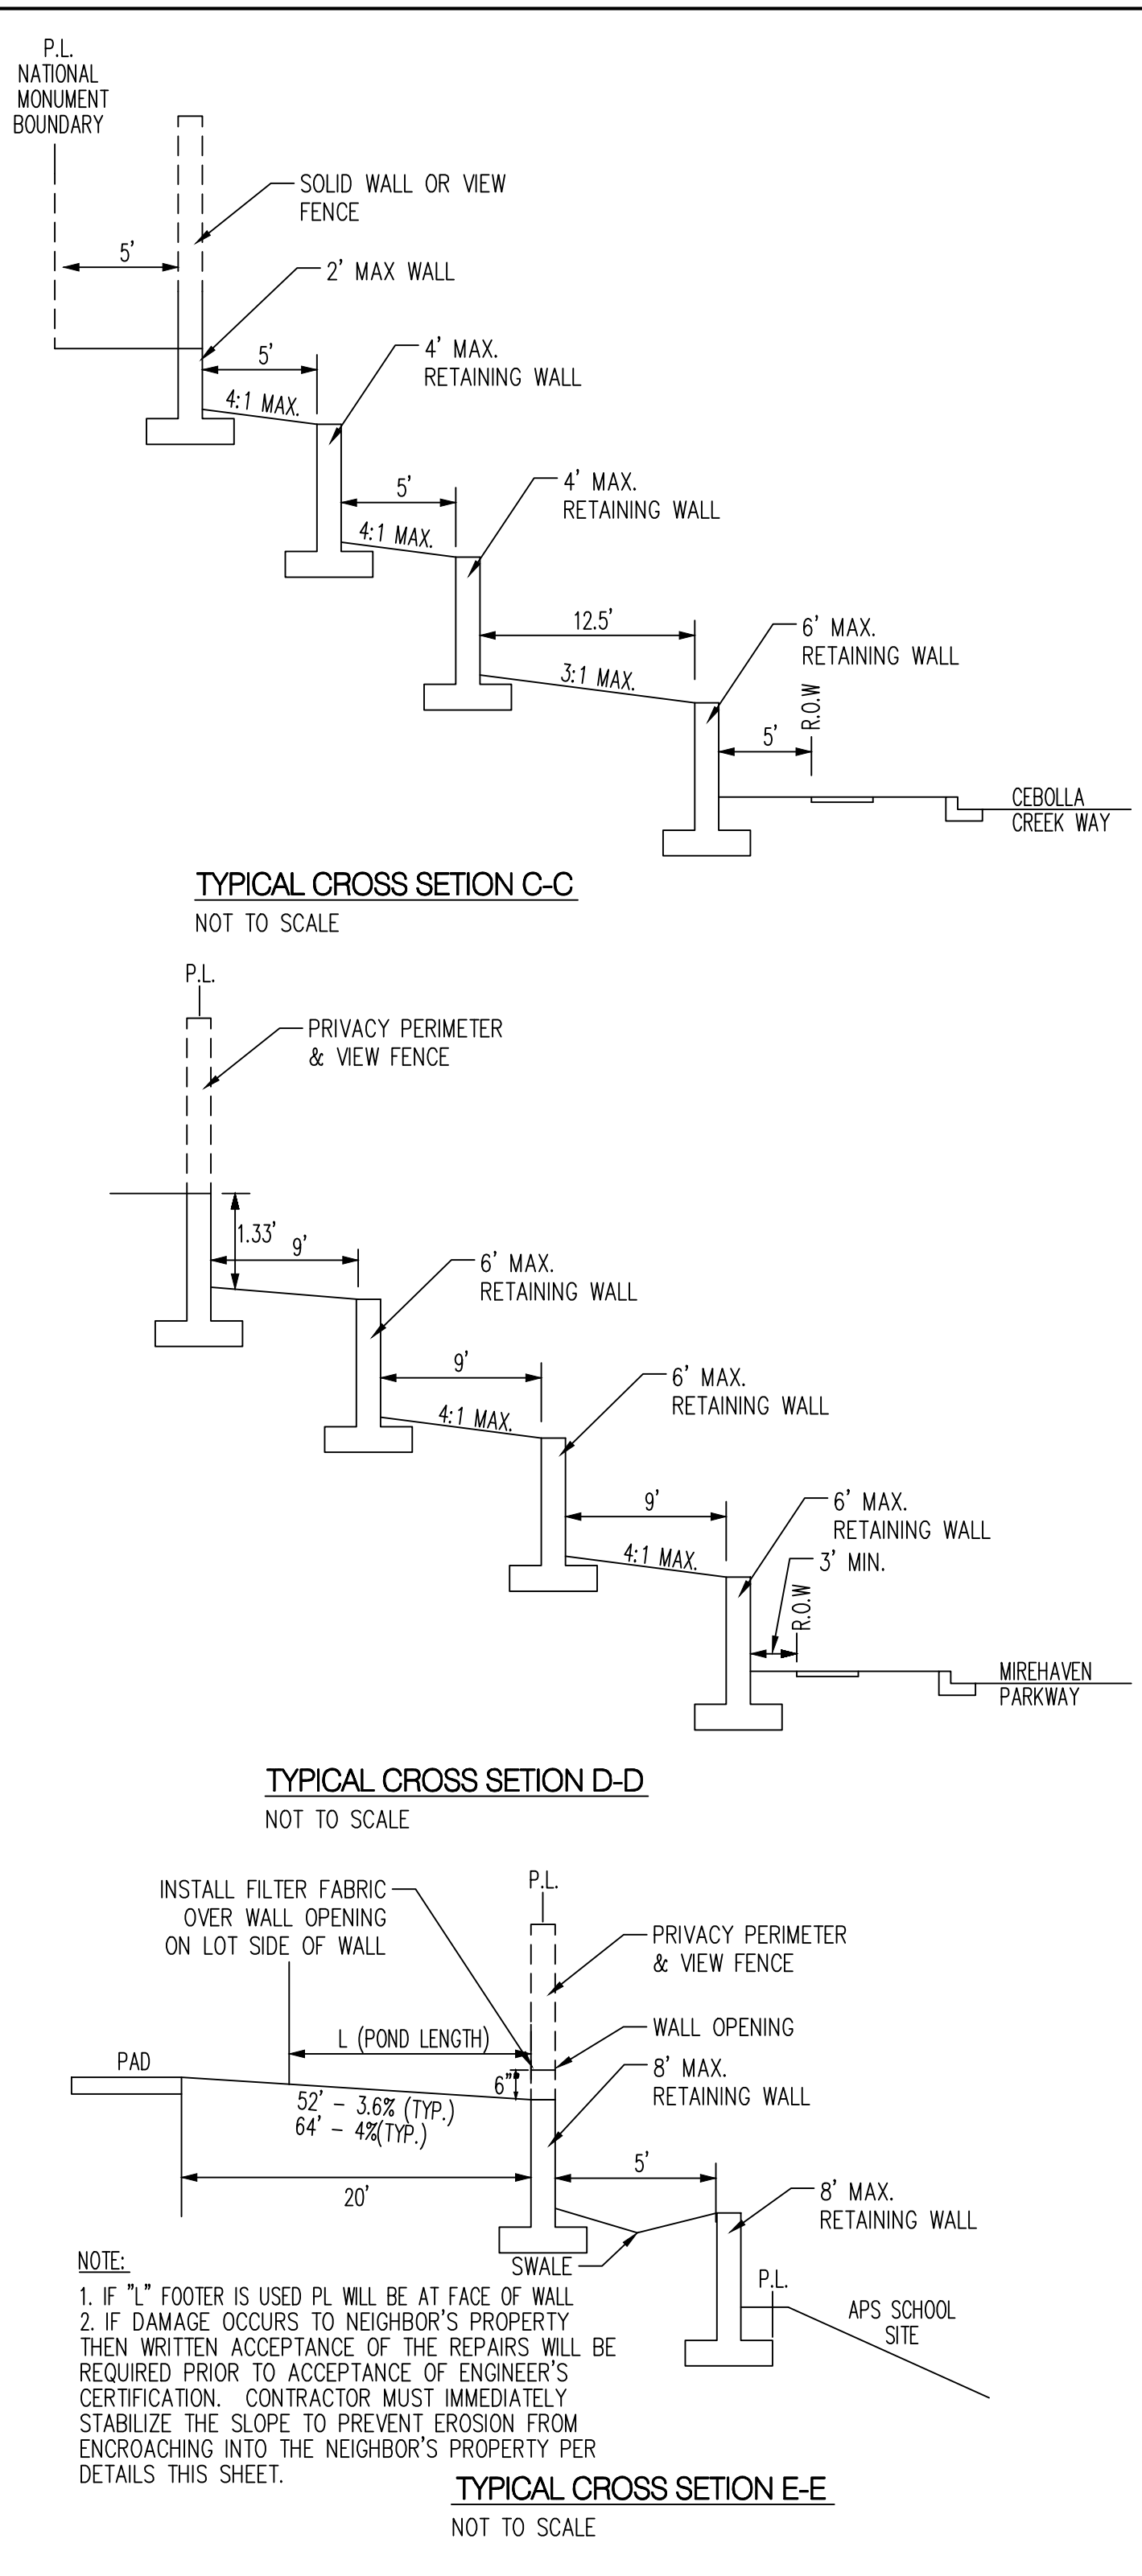 P.L.
NATIONAL
MONUMENT
BOUNDARY
SOLID WALL OR VIEW
FENCE
5'
2' MAX WALL
5'
4' MAX.
RETAINING WALL
4:1 MAX.
5'
4' MAX.
RETAINING WALL
4:1 MAX.
12.5'
6' MAX.
RETAINING WALL
3:1 MAX.
R.O.W
5'
CEBOLLA
CREEK WAY
TYPICAL CROSS SETION C-C
NOT TO SCALE
P.L.
PRIVACY PERIMETER
& VIEW FENCE
1.33'
9'
6' MAX.
RETAINING WALL
9'
6' MAX.
RETAINING WALL
4:1 MAX.
9'
6' MAX.
RETAINING WALL
4:1 MAX.
3' MIN.
R.O.W
MIREHAVEN
PARKWAY
TYPICAL CROSS SETION D-D
NOT TO SCALE
INSTALL FILTER FABRIC
OVER WALL OPENING
ON LOT SIDE OF WALL
P.L.
PRIVACY PERIMETER
& VIEW FENCE
WALL OPENING
L (POND LENGTH)
PAD
6"
8' MAX.
RETAINING WALL
52' - 3.6% (TYP.)
64' - 4%(TYP.)
20'
5'
8' MAX.
RETAINING WALL
SWALE
P.L.
APS SCHOOL
SITE
NOTE:
1. IF "L" FOOTER IS USED PL WILL BE AT FACE OF WALL
2. IF DAMAGE OCCURS TO NEIGHBOR'S PROPERTY
THEN WRITTEN ACCEPTANCE OF THE REPAIRS WILL BE
REQUIRED PRIOR TO ACCEPTANCE OF ENGINEER'S
CERTIFICATION. CONTRACTOR MUST IMMEDIATELY
STABILIZE THE SLOPE TO PREVENT EROSION FROM
ENCROACHING INTO THE NEIGHBOR'S PROPERTY PER
DETAILS THIS SHEET.
TYPICAL CROSS SETION E-E
NOT TO SCALE